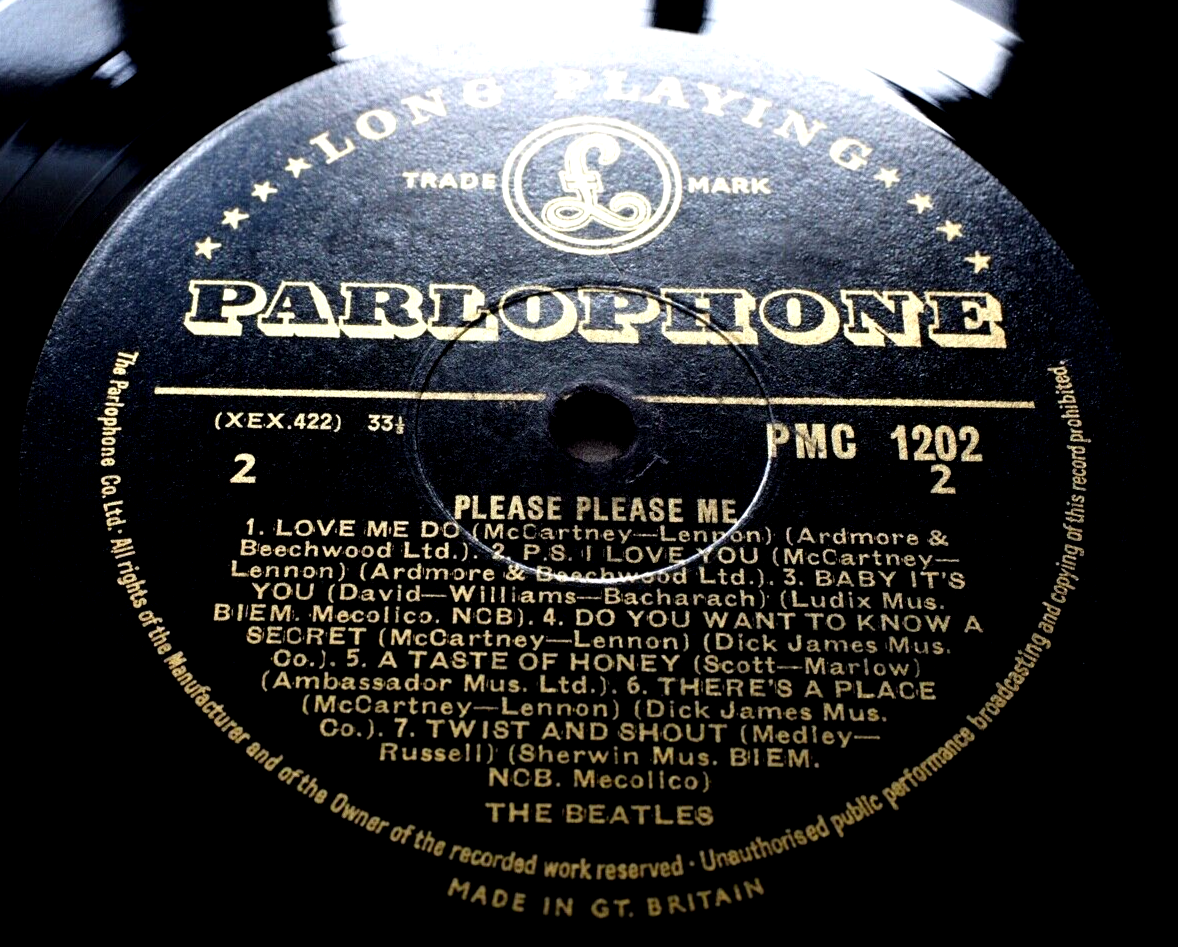 LONG PLAYING
TRADE £ MARK
PARLOPHONE
(XEX.422) 33⅓
PMC 1202
2
2
PLEASE PLEASE ME
1. LOVE ME DO (McCartney—Lennon) (Ardmore &
Beechwood Ltd.). 2. P.S. I LOVE YOU (McCartney—
Lennon) (Ardmore & Beechwood Ltd.). 3. BABY IT'S
YOU (David—Williams—Bacharach) (Ludix Mus.
BIEM. Mecolico. NCB). 4. DO YOU WANT TO KNOW A
SECRET (McCartney—Lennon) (Dick James Mus.
Co.). 5. A TASTE OF HONEY (Scott—Marlow)
(Ambassador Mus. Ltd.). 6. THERE'S A PLACE
(McCartney—Lennon) (Dick James Mus.
Co.). 7. TWIST AND SHOUT (Medley—
Russell) (Sherwin Mus. BIEM.
NCB. Mecolico)
THE BEATLES
The Parlophone Co. Ltd · All rights of the Manufacturer and of the Owner of the recorded work reserved · Unauthorised public performance broadcasting and copying of this record prohibited.
MADE IN GT. BRITAIN